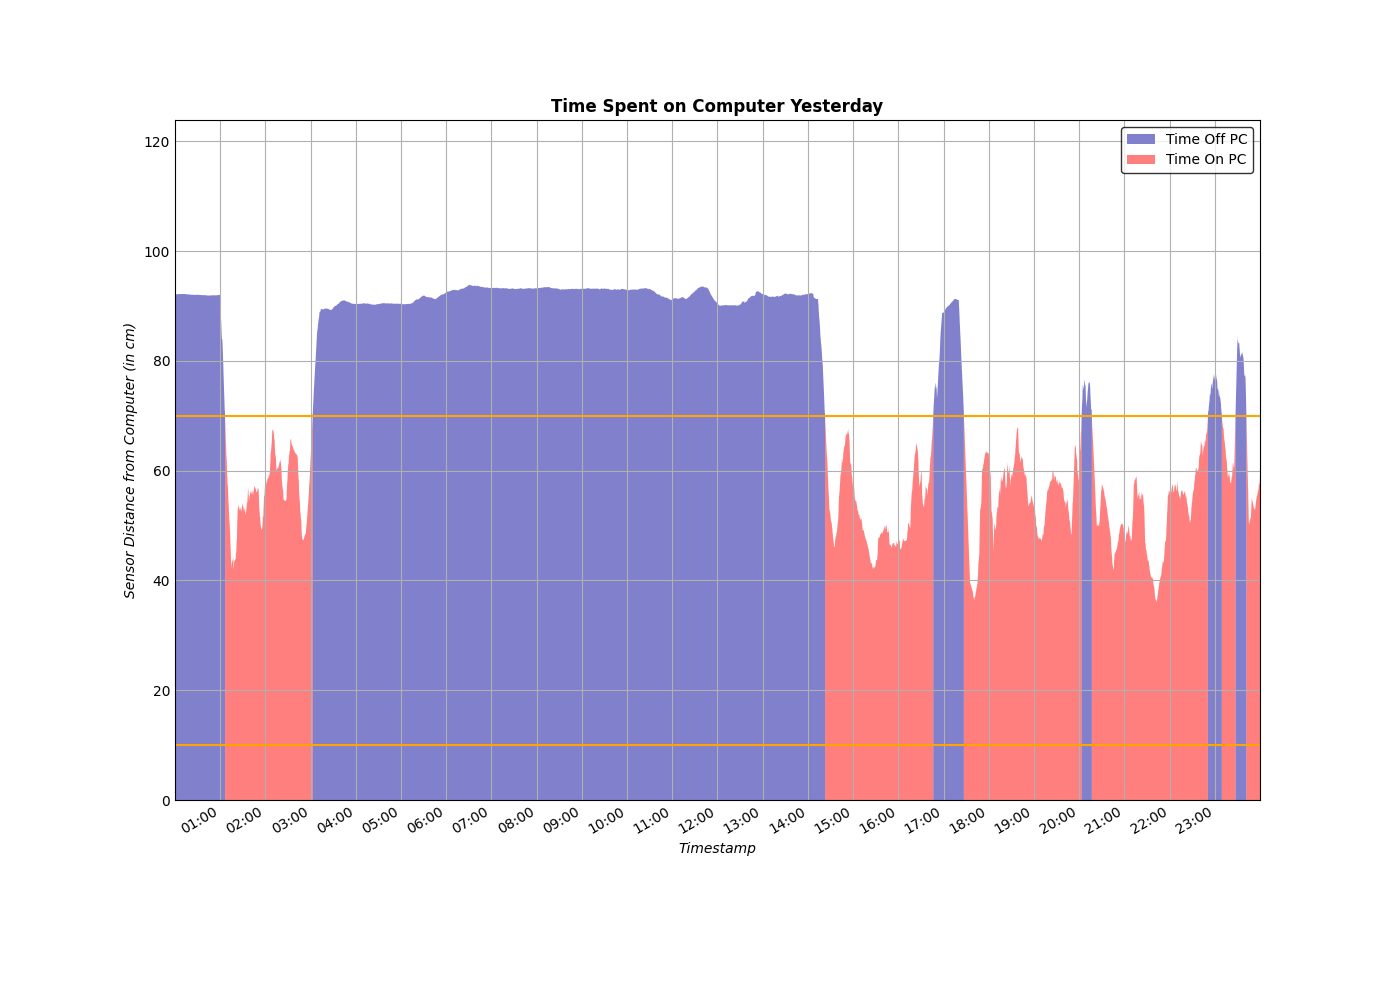 Time Spent on Computer Yesterday
Time Off PC
Time On PC
Sensor Distance from Computer (in cm)
120
100
80
60
40
20
0
01:00 02:00 03:00 04:00 05:00 06:00 07:00 08:00 09:00 10:00 11:00 12:00 13:00 14:00 15:00 16:00 17:00 18:00 19:00 20:00 21:00 22:00 23:00
Timestamp